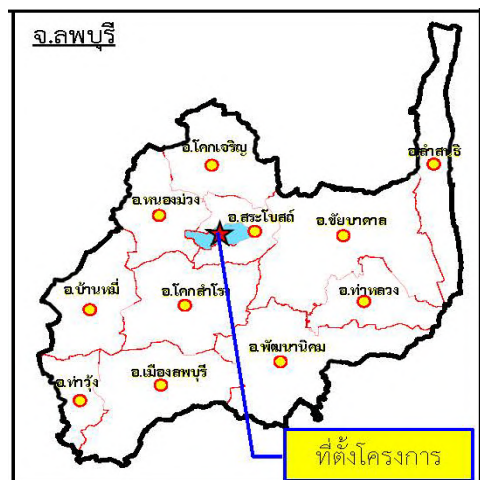 จ.ลพบุรี
อ.โคกเจริญ
อ.ลำสนธิ
อ.หนองม่วง
อ.สระโบสถ์
อ.ชัยบาดาล
อ.บ้านหมี่
อ.โคกสำโรง
อ.ท่าหลวง
อ.พัฒนานิคม
อ.ท่าวุ้ง
อ.เมืองลพบุรี
ที่ตั้งโครงการ